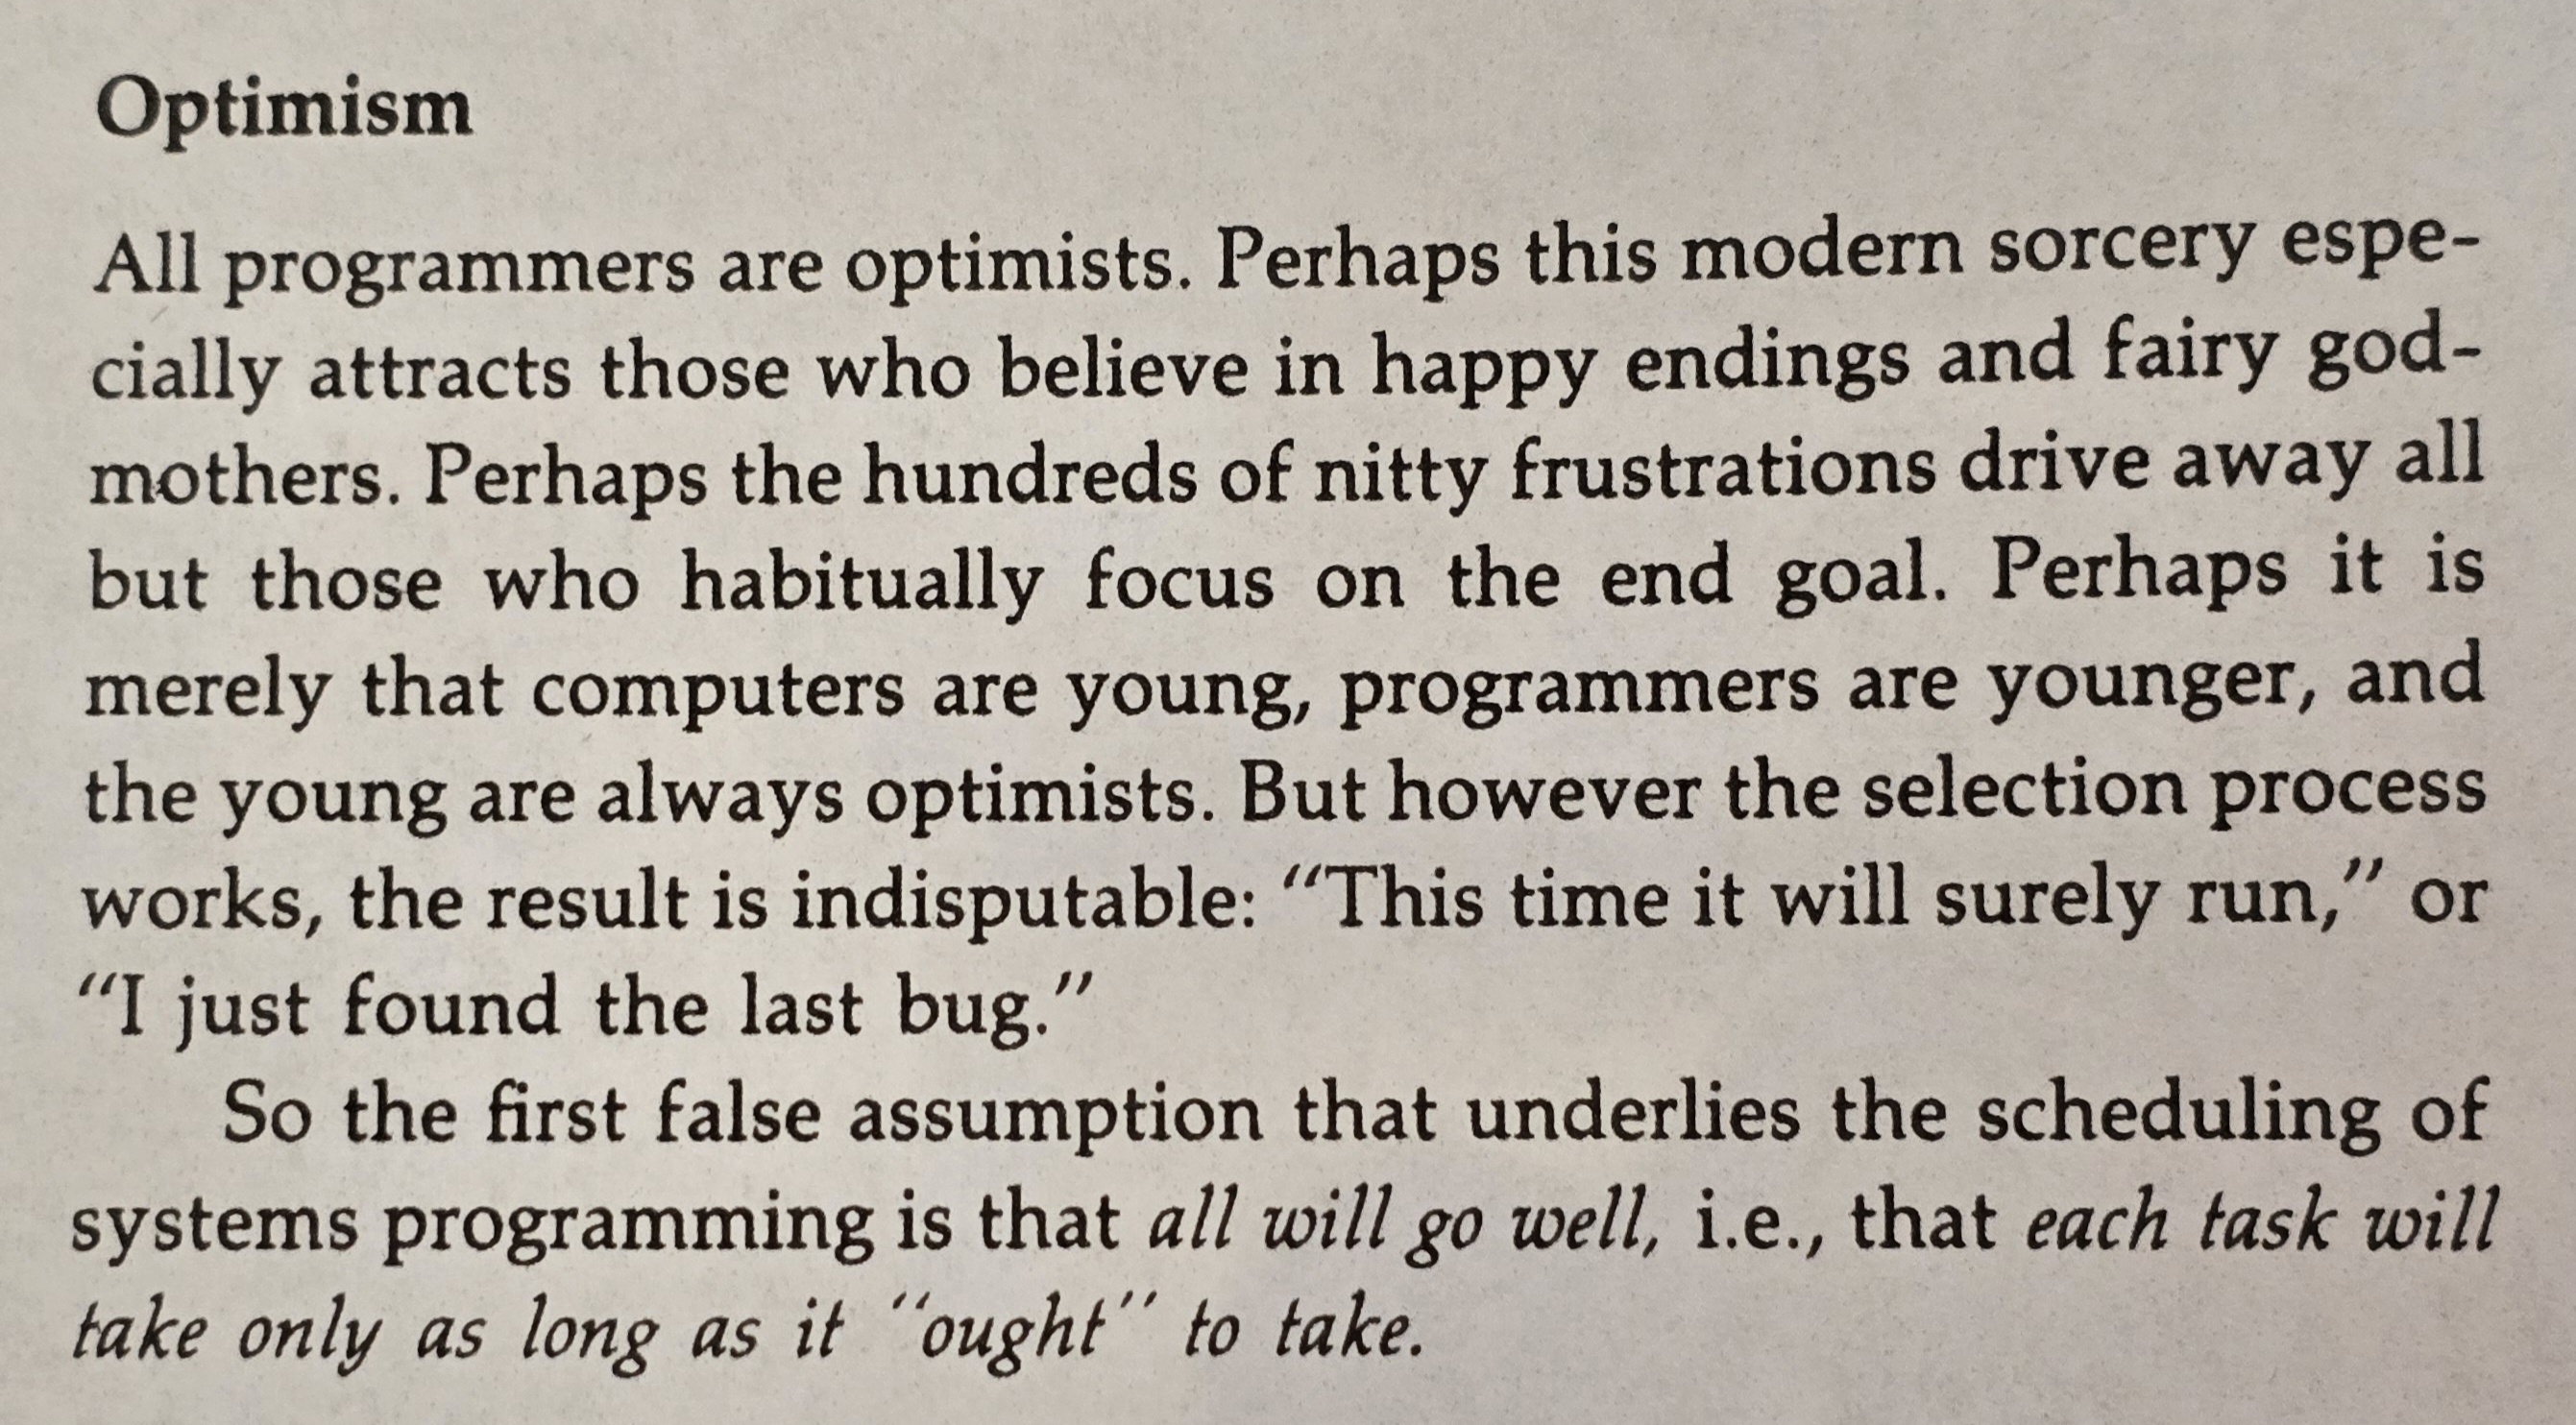 Optimism
All programmers are optimists. Perhaps this modern sorcery espe-
cially attracts those who believe in happy endings and fairy god-
mothers. Perhaps the hundreds of nitty frustrations drive away all
but those who habitually focus on the end goal. Perhaps it is
merely that computers are young, programmers are younger, and
the young are always optimists. But however the selection process
works, the result is indisputable: “This time it will surely run,” or
“I just found the last bug.”
So the first false assumption that underlies the scheduling of
systems programming is that all will go well, i.e., that each task will
take only as long as it “ought” to take.